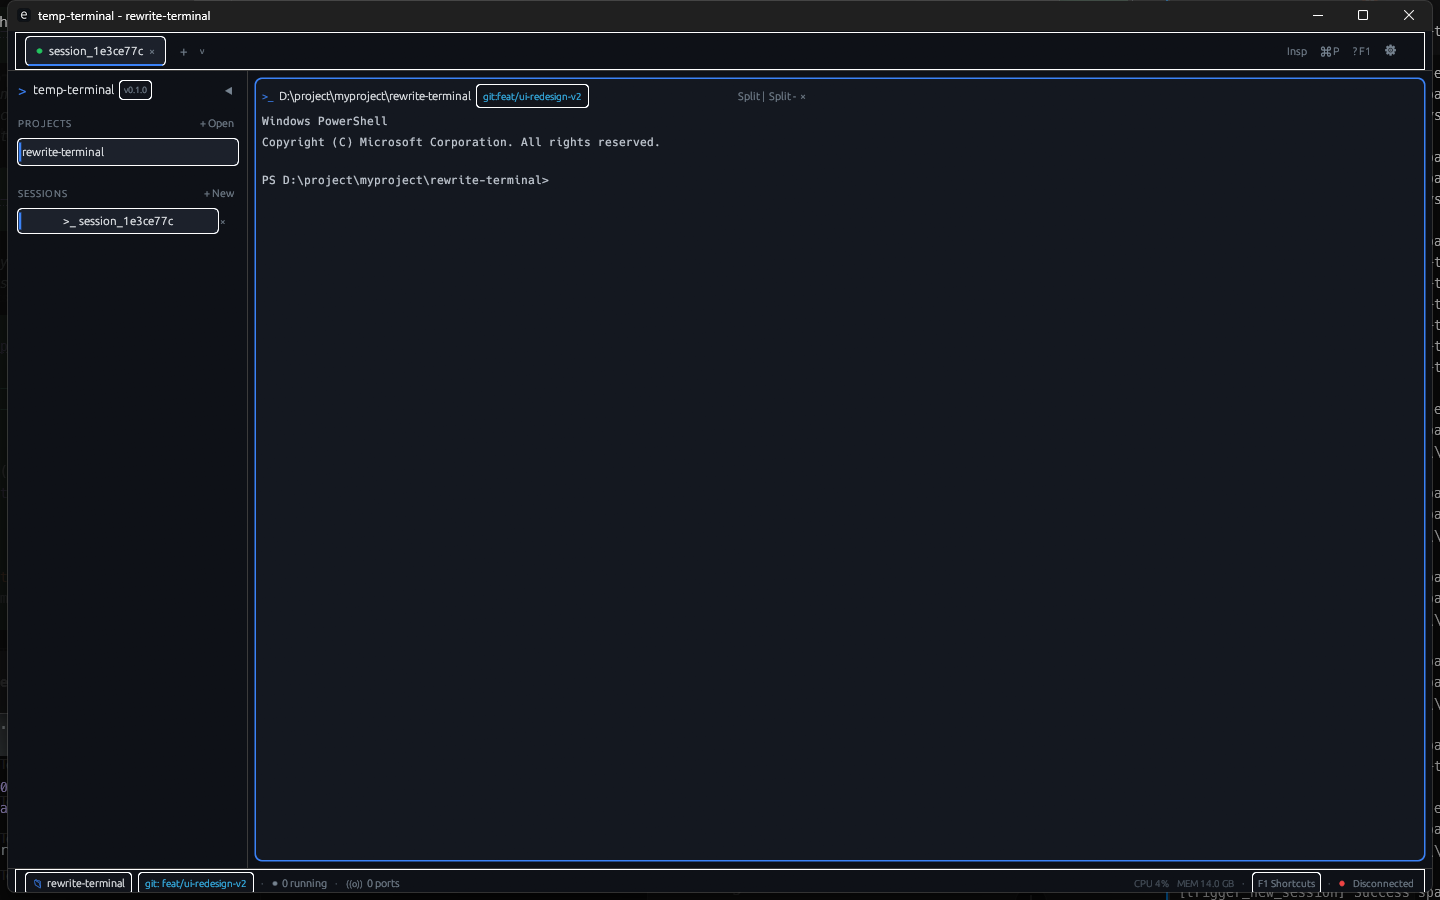 e temp-terminal - rewrite-terminal
session_1e3ce77c × + v Insp ⌘P ?F1
> temp-terminal v0.1.0 ◀
PROJECTS +Open
rewrite-terminal
SESSIONS +New
>_ session_1e3ce77c ×
>_ D:\project\myproject\rewrite-terminal git:feat/ui-redesign-v2 Split| Split- ×
Windows PowerShell
Copyright (C) Microsoft Corporation. All rights reserved.
PS D:\project\myproject\rewrite-terminal>
rewrite-terminal git: feat/ui-redesign-v2 · ● 0 running · ((o)) 0 ports CPU 4% MEM 14.0 GB · F1 Shortcuts · ● Disconnected
[trigger_new_session] Success spa